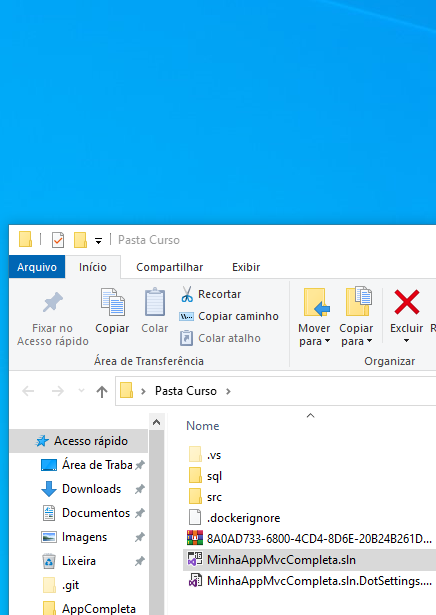 Pasta Curso
Arquivo Início Compartilhar Exibir
Fixar no Acesso rápido
Copiar
Colar
Recortar
Copiar caminho
Colar atalho
Mover para
Copiar para
Excluir
R
Área de Transferência
Organizar
Pasta Curso
Acesso rápido
Área de Traba
Downloads
Documentos
Imagens
Lixeira
.git
AppCompleta
Nome
.vs
sql
src
.dockerignore
8A0AD733-6800-4CD4-8D6E-20B24B261D...
MinhaAppMvcCompleta.sln
MinhaAppMvcCompleta.sln.DotSettings....